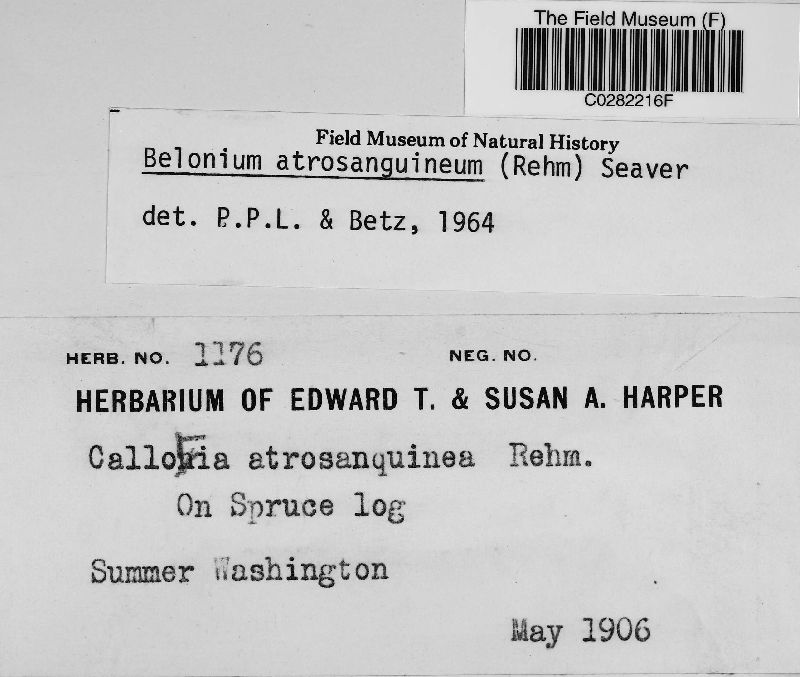 The Field Museum (F)
C0282216F
Field Museum of Natural History
Belonium atrosanguineum (Rehm) Seaver
det. P.P.L. & Betz, 1964
HERB. NO. 1176 NEG. NO.
HERBARIUM OF EDWARD T. & SUSAN A. HARPER
atrosanquinea Rehm.
On Spruce log
Summer Washington
May 1906